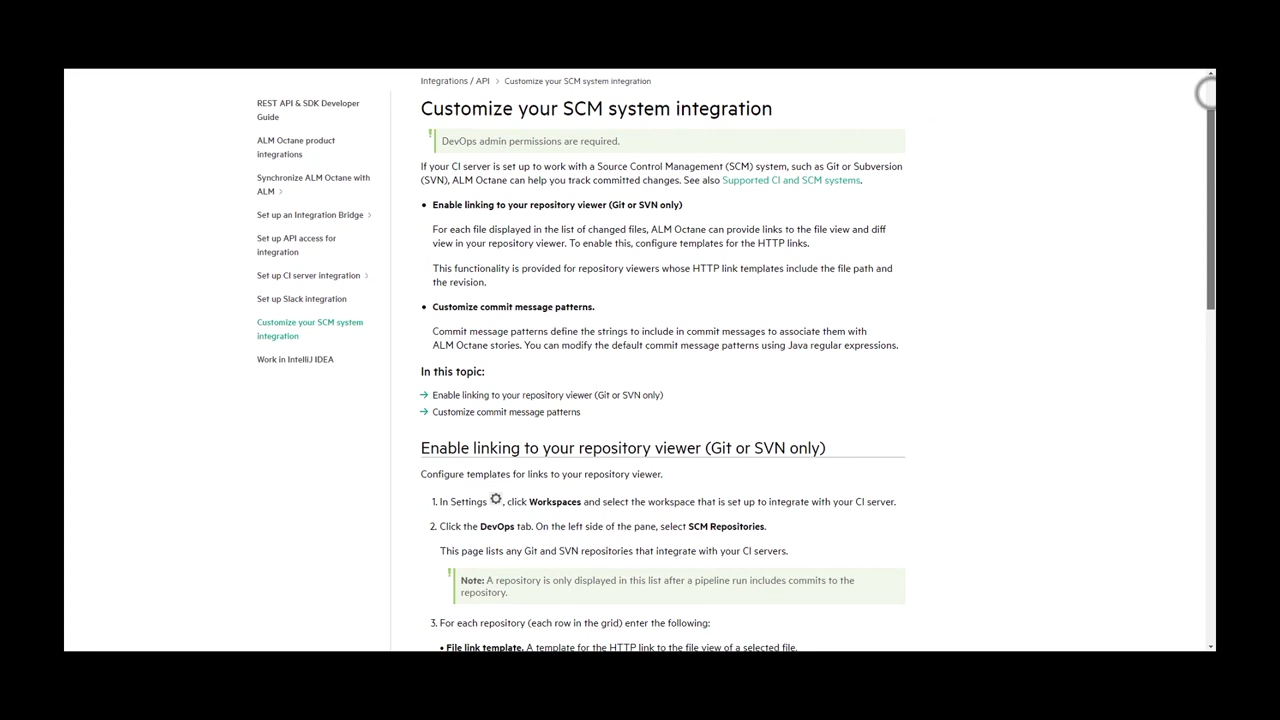 Integrations / API > Customize your SCM system integration
REST API & SDK Developer
Guide
ALM Octane product
integrations
Synchronize ALM Octane with
ALM >
Set up an Integration Bridge >
Set up API access for
integration
Set up CI server integration >
Set up Slack integration
Customize your SCM system
integration
Work in IntelliJ IDEA
Customize your SCM system integration
DevOps admin permissions are required.
If your CI server is set up to work with a Source Control Management (SCM) system, such as Git or Subversion
(SVN), ALM Octane can help you track committed changes. See also Supported CI and SCM systems.
• Enable linking to your repository viewer (Git or SVN only)
For each file displayed in the list of changed files, ALM Octane can provide links to the file view and diff
view in your repository viewer. To enable this, configure templates for the HTTP links.
This functionality is provided for repository viewers whose HTTP link templates include the file path and
the revision.
• Customize commit message patterns.
Commit message patterns define the strings to include in commit messages to associate them with
ALM Octane stories. You can modify the default commit message patterns using Java regular expressions.
In this topic:
→ Enable linking to your repository viewer (Git or SVN only)
→ Customize commit message patterns
Enable linking to your repository viewer (Git or SVN only)
Configure templates for links to your repository viewer.
1. In Settings , click Workspaces and select the workspace that is set up to integrate with your CI server.
2. Click the DevOps tab. On the left side of the pane, select SCM Repositories.
This page lists any Git and SVN repositories that integrate with your CI servers.
Note: A repository is only displayed in this list after a pipeline run includes commits to the
repository.
3. For each repository (each row in the grid) enter the following:
• File link template. A template for the HTTP link to the file view of a selected file.